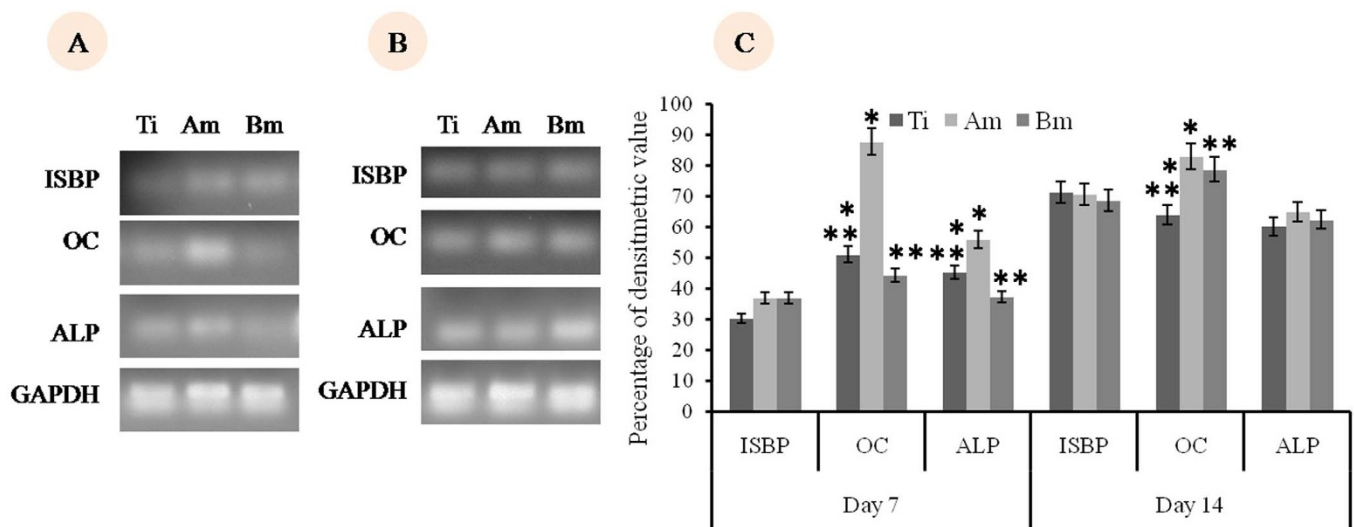 A
B
C
Ti Am Bm
ISBP
OC
ALP
GAPDH
Ti Am Bm
ISBP
OC
ALP
GAPDH
Percentage of densitmetric value
100
90
80
70
60
50
40
30
20
10
0
Ti Am Bm
*
*
**
**
*
*
**
**
*
*
**
**
ISBP OC ALP ISBP OC ALP
Day 7 Day 14